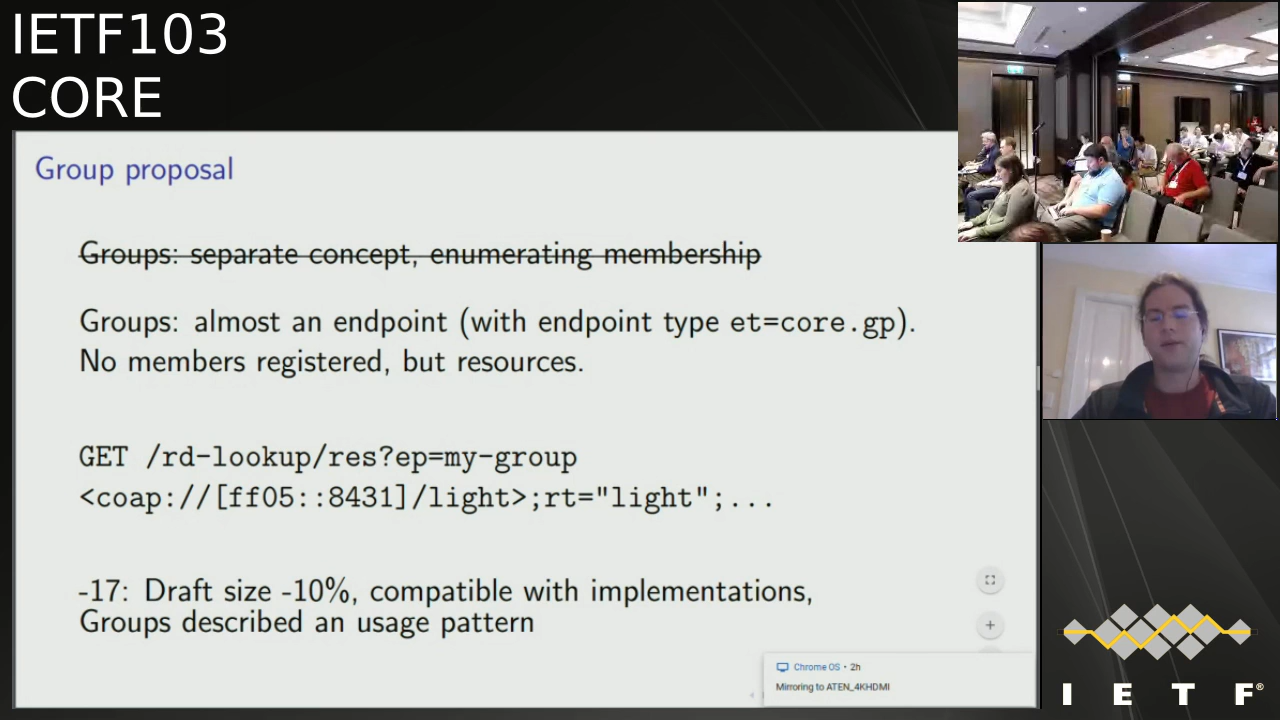 IETF103
CORE
Group proposal
Groups: separate concept, enumerating membership
Groups: almost an endpoint (with endpoint type et=core.gp).
No members registered, but resources.
GET /rd-lookup/res?ep=my-group
<coap://[ff05::8431]/light>;rt="light";...
-17: Draft size -10%, compatible with implementations,
Groups described an usage pattern
Chrome OS • 2h
Mirroring to ATEN_4KHDMI
I E T F®